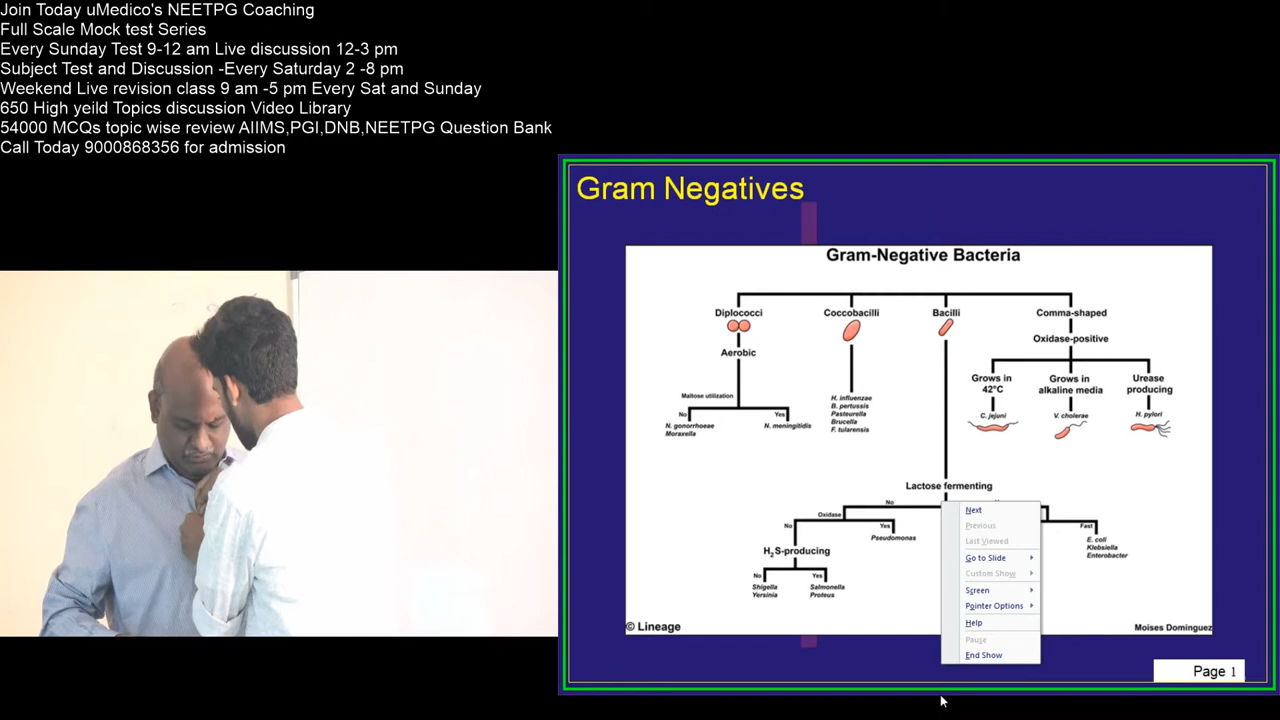 Join Today uMedico's NEETPG Coaching
Full Scale Mock test Series
Every Sunday Test 9-12 am Live discussion 12-3 pm
Subject Test and Discussion -Every Saturday 2 -8 pm
Weekend Live revision class 9 am -5 pm Every Sat and Sunday
650 High yeild Topics discussion Video Library
54000 MCQs topic wise review AIIMS,PGI,DNB,NEETPG Question Bank
Call Today 9000868356 for admission
Gram Negatives
Gram-Negative Bacteria
Diplococci
Coccobacilli
Bacilli
Comma-shaped
Aerobic
Oxidase-positive
Maltose utilization
No
Yes
N. gonorrhoeae
Moraxella
N. meningitidis
H. influenzae
B. pertussis
Pasteurella
Brucella
F. tularensis
Grows in
42°C
C. jejuni
Grows in
alkaline media
V. cholerae
Urease
producing
H. pylori
Lactose fermenting
No
Oxidase
No
Yes
Pseudomonas
H2S-producing
No
Yes
Shigella
Yersinia
Salmonella
Proteus
Fast
E. coli
Klebsiella
Enterobacter
Next
Previous
Last Viewed
Go to Slide
Custom Show
Screen
Pointer Options
Help
Pause
End Show
© Lineage
Moises Dominguez
Page 1